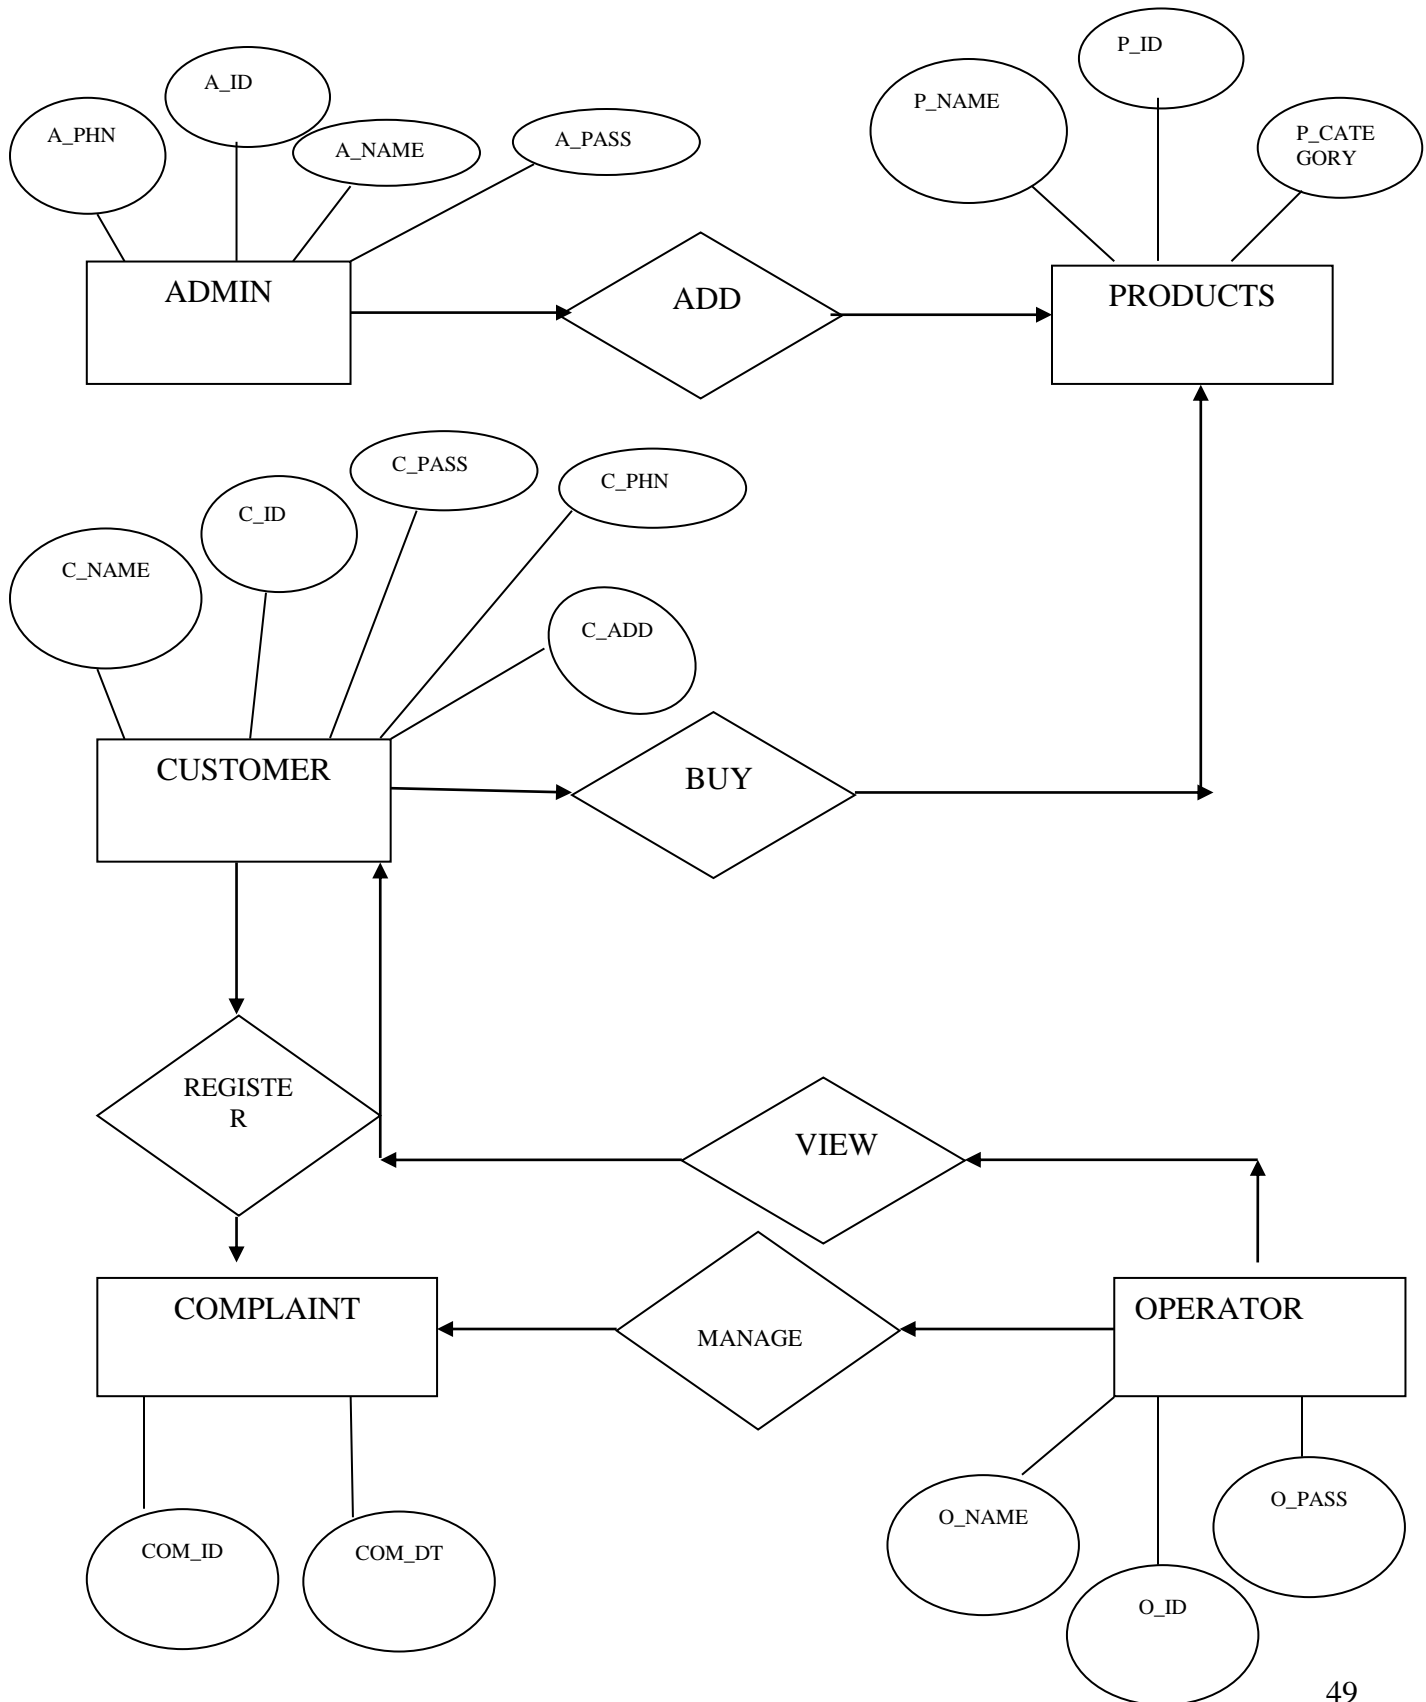 P_ID
A_ID
P_NAME
A_PHN
A_NAME
A_PASS
P_CATE
GORY
ADMIN
ADD
PRODUCTS
C_PASS
C_PHN
C_ID
C_NAME
C_ADD
CUSTOMER
BUY
REGISTE
R
VIEW
COMPLAINT
MANAGE
OPERATOR
COM_ID
COM_DT
O_NAME
O_PASS
O_ID
49